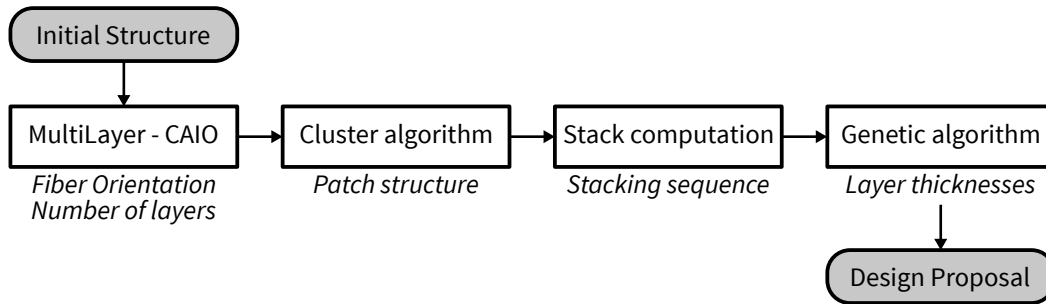 Initial Structure
MultiLayer - CAIO
Fiber Orientation
Number of layers
Cluster algorithm
Patch structure
Stack computation
Stacking sequence
Genetic algorithm
Layer thicknesses
Design Proposal